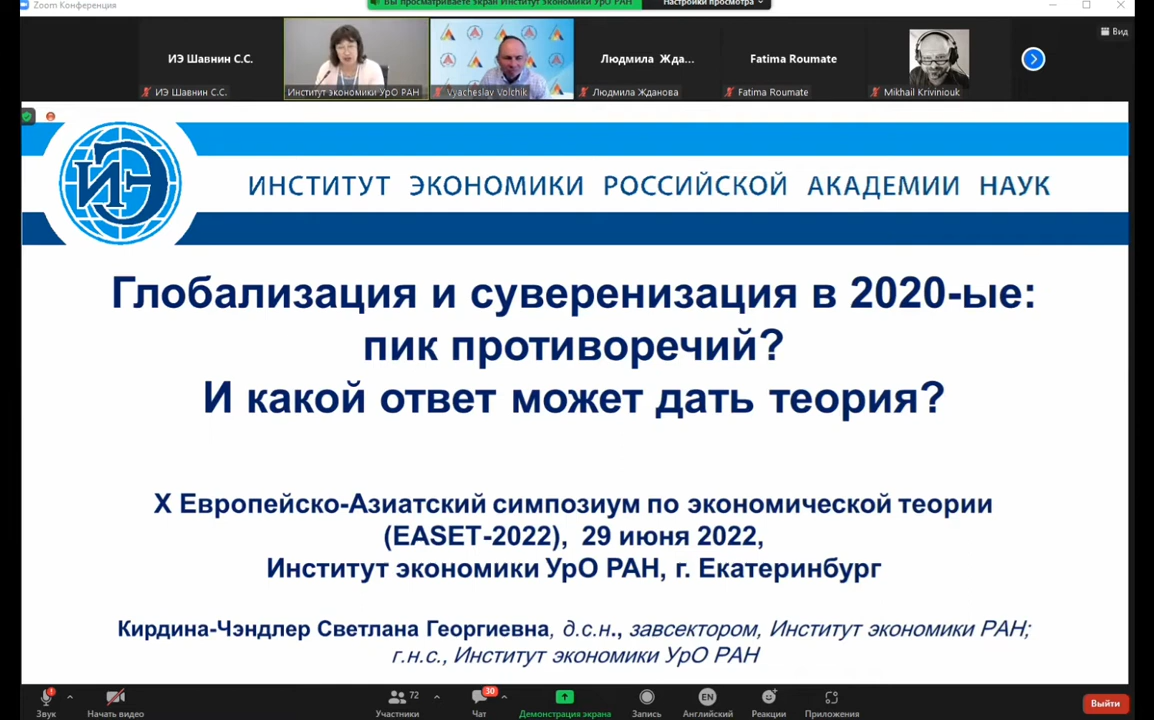 Zoom Конференция
Вы просматриваете экран Институт экономики УрО РАН
Настройки просмотра
Вид
ИЭ Шавнин С.С.
Людмила Жда...
Fatima Roumate
ИЭ Шавнин С.С.
Институт экономики УрО РАН
Vyacheslav Volchik
Людмила Жданова
Fatima Roumate
Mikhail Kriviniouk
ИЭ
ИНСТИТУТ ЭКОНОМИКИ РОССИЙСКОЙ АКАДЕМИИ НАУК
Глобализация и суверенизация в 2020-ые:
пик противоречий?
И какой ответ может дать теория?
X Европейско-Азиатский симпозиум по экономической теории
(EASET-2022), 29 июня 2022,
Институт экономики УрО РАН, г. Екатеринбург
Кирдина-Чэндлер Светлана Георгиевна, д.с.н., завсектором, Институт экономики РАН;
г.н.с., Институт экономики УрО РАН
72
30
EN
Звук
Начать видео
Участники
Чат
Демонстрация экрана
Запись
Английский
Реакции
Приложения
Выйти